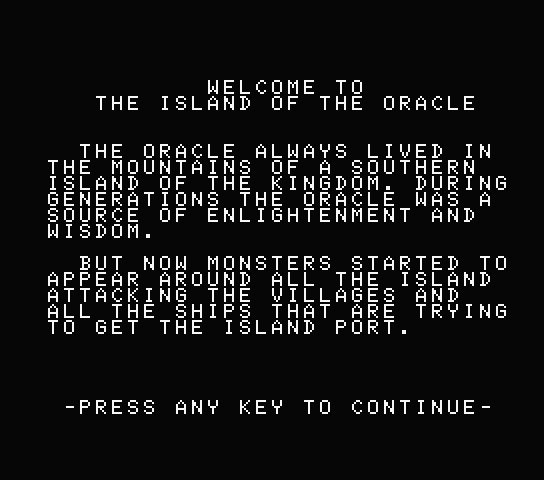 WELCOME TO
THE ISLAND OF THE ORACLE
THE ORACLE ALWAYS LIVED IN
THE MOUNTAINS OF A SOUTHERN
ISLAND OF THE KINGDOM. DURING
GENERATIONS THE ORACLE WAS A
SOURCE OF ENLIGHTENMENT AND
WISDOM.
BUT NOW MONSTERS STARTED TO
APPEAR AROUND ALL THE ISLAND
ATTACKING THE VILLAGES AND
ALL THE SHIPS THAT ARE TRYING
TO GET THE ISLAND PORT.
-PRESS ANY KEY TO CONTINUE-